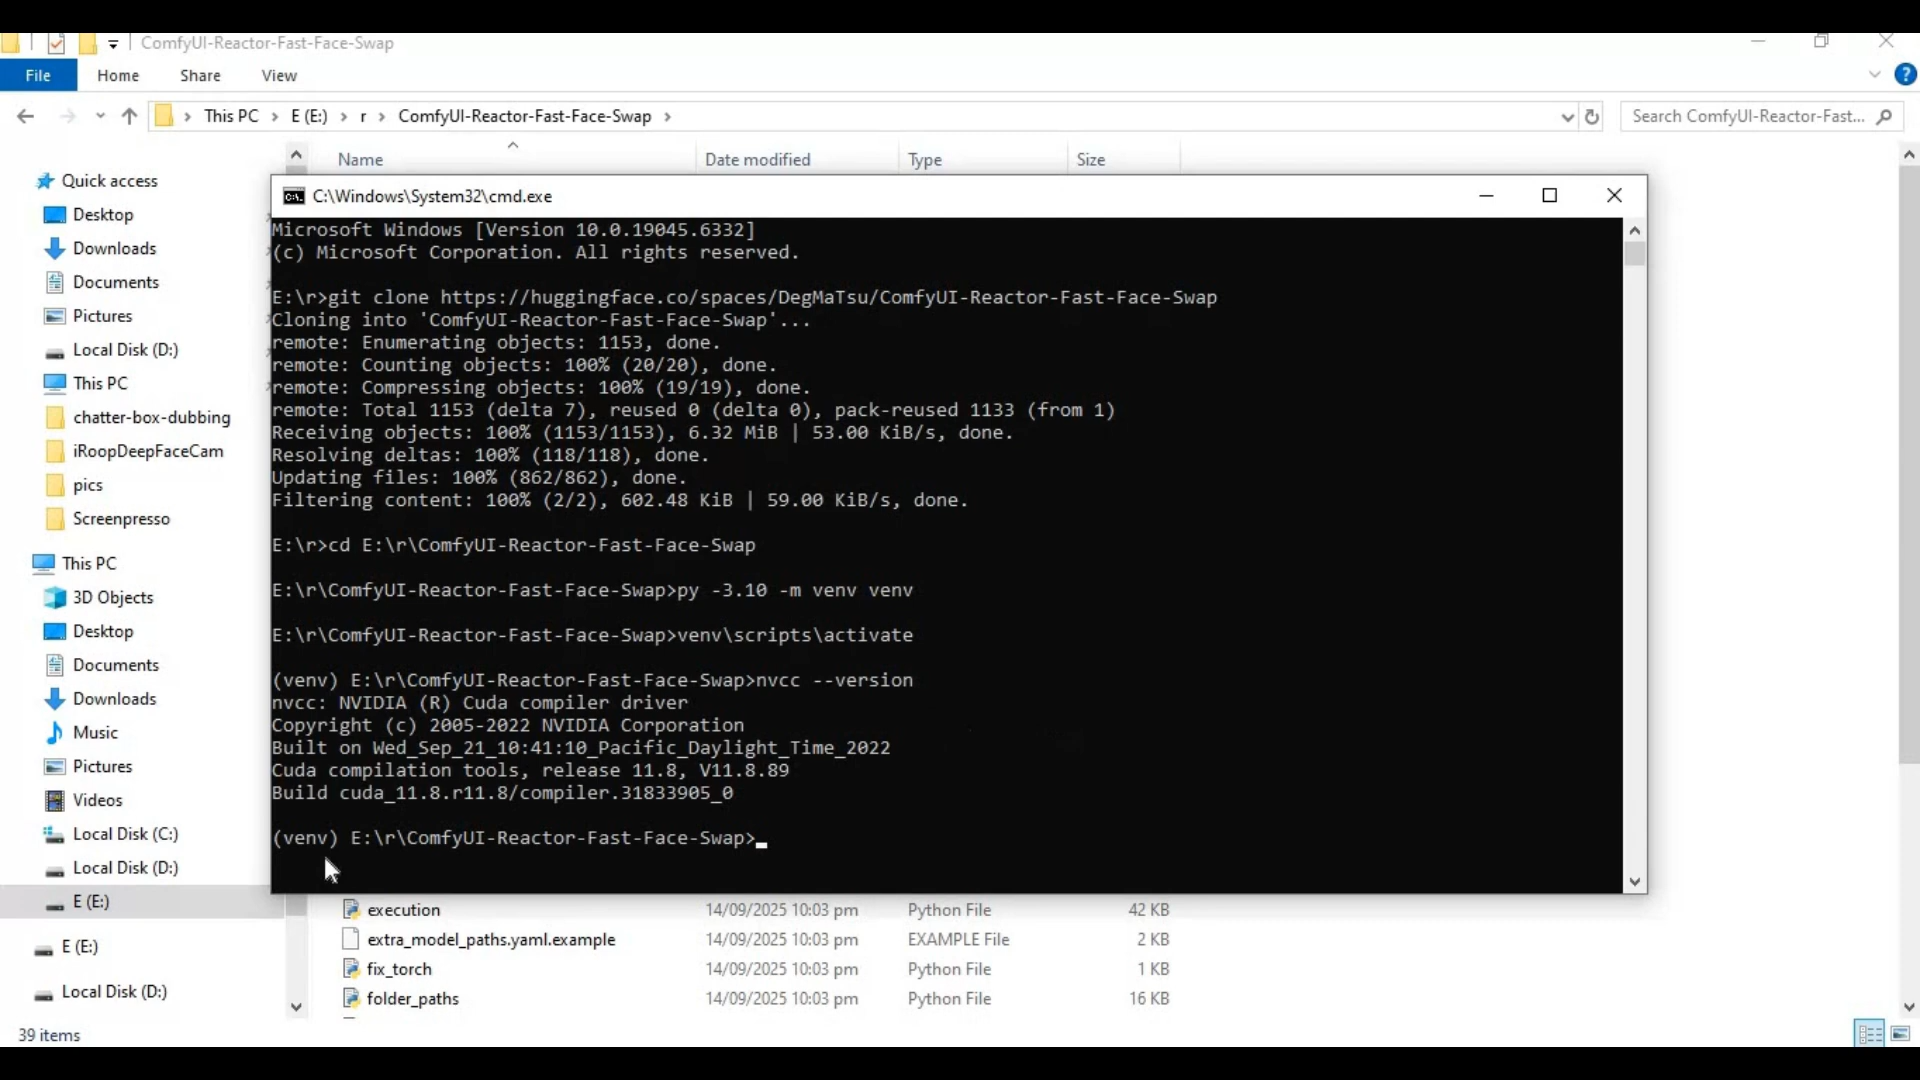 ComfyUI-Reactor-Fast-Face-Swap
File Home Share View
This PC E (E:) r ComfyUI-Reactor-Fast-Face-Swap
Search ComfyUI-Reactor-Fast...
Name Date modified Type Size
Quick access
Desktop
Downloads
Documents
Pictures
Local Disk (D:)
This PC
chatter-box-dubbing
iRoopDeepFaceCam
pics
Screenpresso
This PC
3D Objects
Desktop
Documents
Downloads
Music
Pictures
Videos
Local Disk (C:)
Local Disk (D:)
E (E:)
E (E:)
Local Disk (D:)
C:\Windows\System32\cmd.exe
Microsoft Windows [Version 10.0.19045.6332]
(c) Microsoft Corporation. All rights reserved.
E:\r>git clone https://huggingface.co/spaces/DegMaTsu/ComfyUI-Reactor-Fast-Face-Swap
Cloning into 'ComfyUI-Reactor-Fast-Face-Swap'...
remote: Enumerating objects: 1153, done.
remote: Counting objects: 100% (20/20), done.
remote: Compressing objects: 100% (19/19), done.
remote: Total 1153 (delta 7), reused 0 (delta 0), pack-reused 1133 (from 1)
Receiving objects: 100% (1153/1153), 6.32 MiB | 53.00 KiB/s, done.
Resolving deltas: 100% (118/118), done.
Updating files: 100% (862/862), done.
Filtering content: 100% (2/2), 602.48 KiB | 59.00 KiB/s, done.
E:\r>cd E:\r\ComfyUI-Reactor-Fast-Face-Swap
E:\r\ComfyUI-Reactor-Fast-Face-Swap>py -3.10 -m venv venv
E:\r\ComfyUI-Reactor-Fast-Face-Swap>venv\scripts\activate
(venv) E:\r\ComfyUI-Reactor-Fast-Face-Swap>nvcc --version
nvcc: NVIDIA (R) Cuda compiler driver
Copyright (c) 2005-2022 NVIDIA Corporation
Built on Wed_Sep_21_10:41:10_Pacific_Daylight_Time_2022
Cuda compilation tools, release 11.8, V11.8.89
Build cuda_11.8.r11.8/compiler.31833905_0
(venv) E:\r\ComfyUI-Reactor-Fast-Face-Swap>
execution 14/09/2025 10:03 pm Python File 42 KB
extra_model_paths.yaml.example 14/09/2025 10:03 pm EXAMPLE File 2 KB
fix_torch 14/09/2025 10:03 pm Python File 1 KB
folder_paths 14/09/2025 10:03 pm Python File 16 KB
39 items